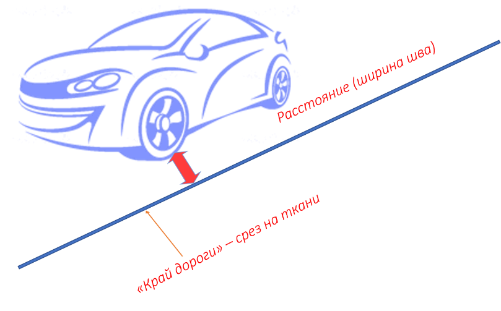 Расстояние (ширина шва)
«Край дороги» – срез на ткани